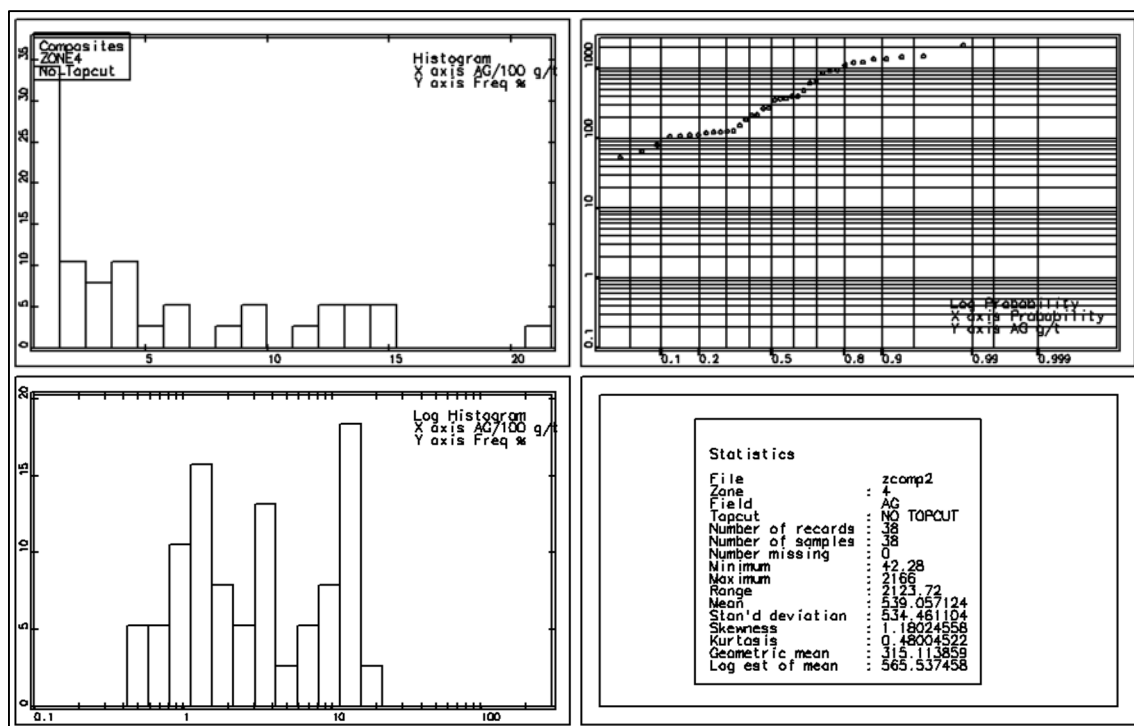 Composites
ZONE4
No Tapcut
Histogram
X axis AG/100 g/t
Y axis Freq %
35
30
25
20
15
10
5
0
5
10
15
20
1000
100
10
1
0.1
Log Probability
X axis Probability
Y axis AG g/t
0.1
0.2
0.5
0.8
0.9
0.99
0.999
Log Histogram
X axis AG/100 g/t
Y axis Freq %
20
15
10
5
0
0.1
1
10
100
Statistics
File zcomp2
Zone : 4
Field AG
Topcut : NO TOPCUT
Number of records : 38
Number of samples : 38
Number missing : 0
Minimum : 42.28
Maximum : 2166
Range : 2123.72
Mean : 539.057124
Stan'd deviation : 534.461104
Skewness : 1.18024558
Kurtosis : 0.48004522
Geometric mean : 315.113859
Log est of mean : 565.537458